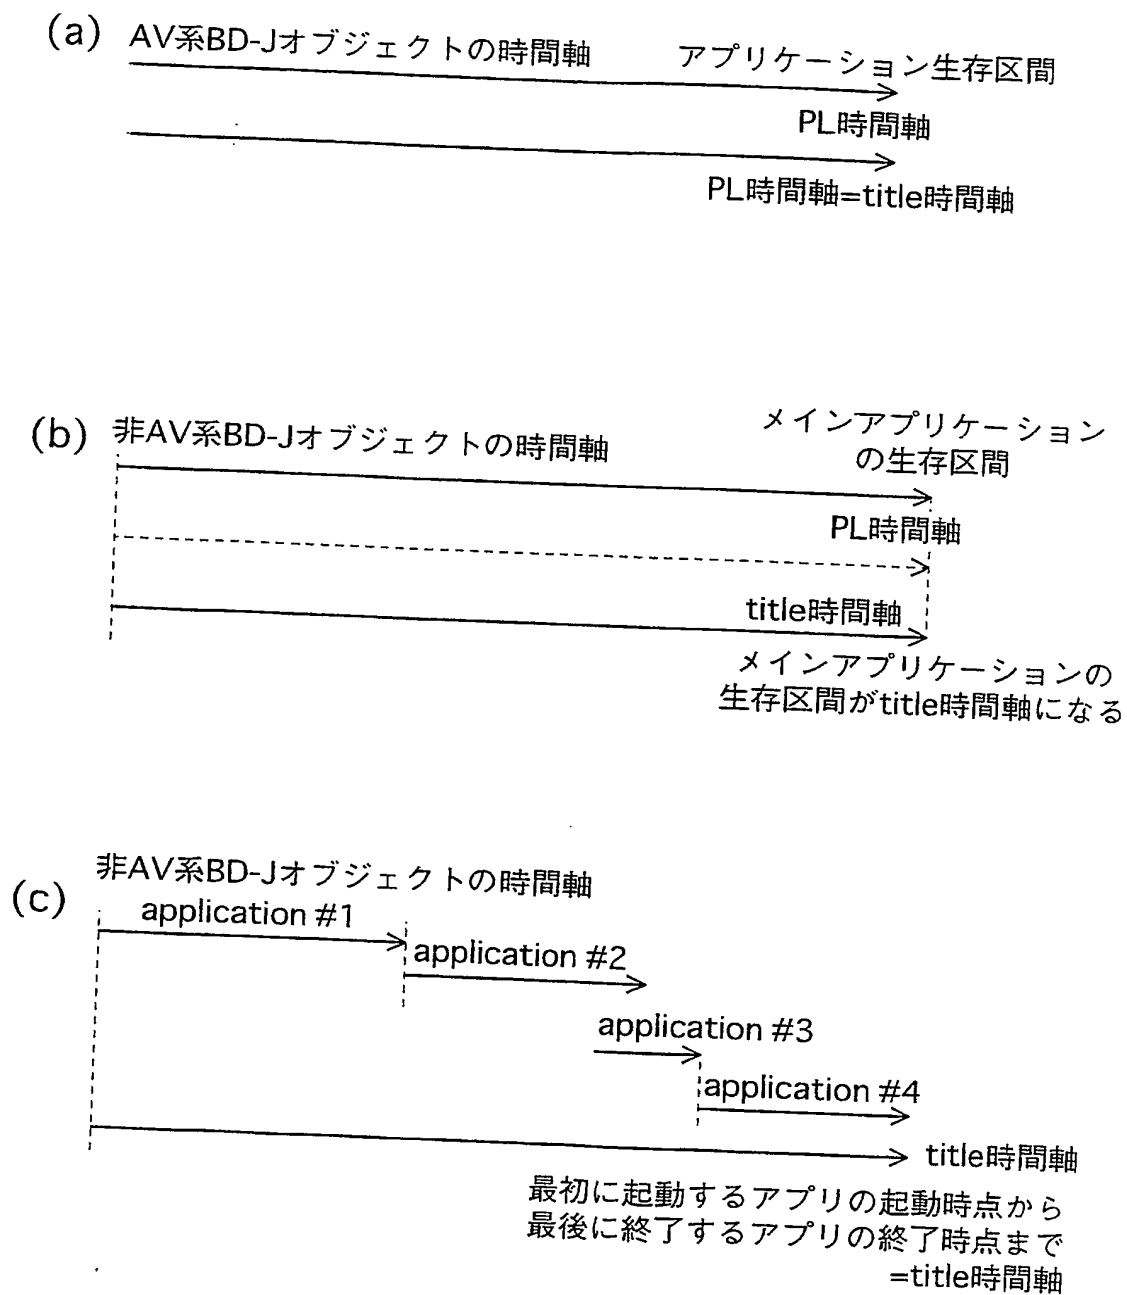 (a)
AV系BD-Jオブジェクトの時間軸
アプリケーション生存区間
PL時間軸
PL時間軸=title時間軸
(b)
非AV系BD-Jオブジェクトの時間軸
メインアプリケーション
の生存区間
PL時間軸
title時間軸
メインアプリケーションの
生存区間がtitle時間軸になる
(c)
非AV系BD-Jオブジェクトの時間軸
application #1
application #2
application #3
application #4
title時間軸
最初に起動するアプリの起動時点から
最後に終了するアプリの終了時点まで
=title時間軸